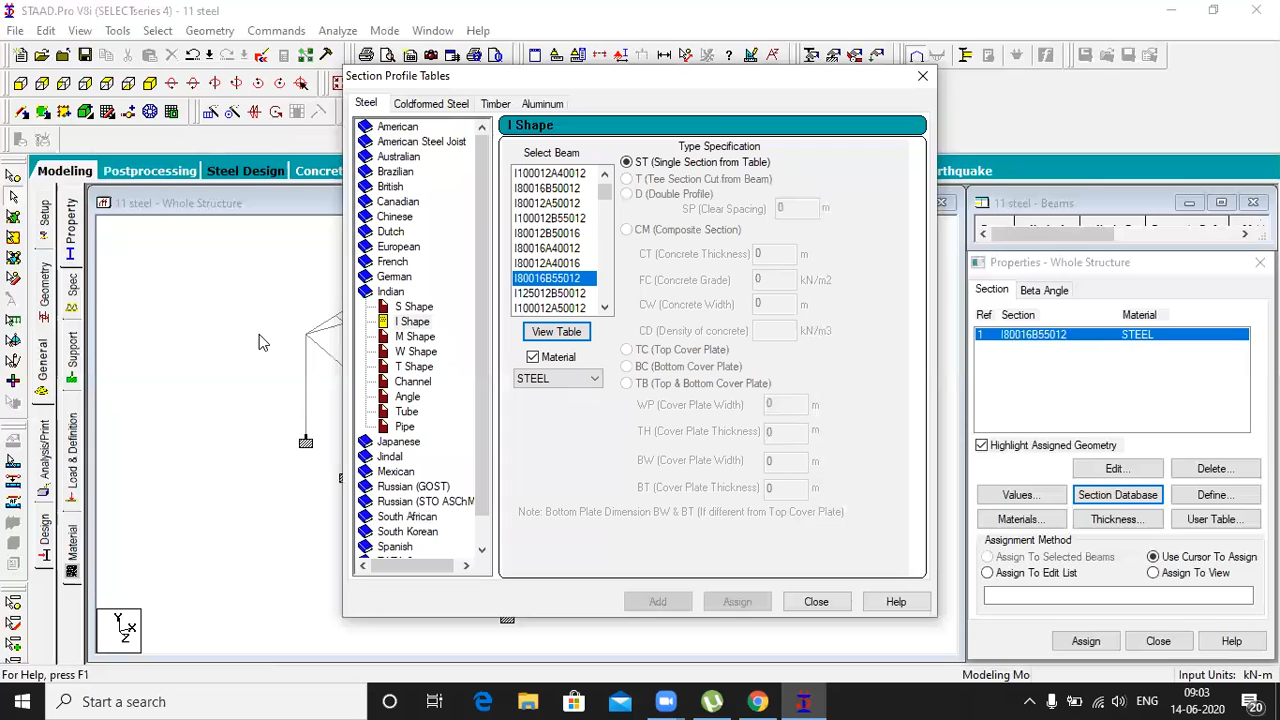 STAAD.Pro V8i (SELECTseries 4) - 11 steel
File Edit View Tools Select Geometry Commands Analyze Mode Window Help
Section Profile Tables
Steel Coldformed Steel Timber Aluminum
American
American Steel Joist
Australian
Brazilian
British
Canadian
Chinese
Dutch
European
French
German
Indian
S Shape
I Shape
M Shape
W Shape
T Shape
Channel
Angle
Tube
Pipe
Japanese
Jindal
Mexican
Russian (GOST)
Russian (STO ASChM
South African
South Korean
Spanish
I Shape
Select Beam
I100012A40012
I80016B50012
I80012A50012
I100012B55012
I80012B50016
I80016A40012
I80012A40016
I80016B55012
I125012B50012
I100012A50012
View Table
Material
STEEL
Type Specification
ST (Single Section from Table)
T (Tee Section Cut from Beam)
D (Double Profile)
SP (Clear Spacing) 0 m
CM (Composite Section)
CT (Concrete Thickness) 0 m
FC (Concrete Grade) 0 kN/m2
CW (Concrete Width) 0 m
CD (Density of concrete) kN/m3
TC (Top Cover Plate)
BC (Bottom Cover Plate)
TB (Top & Bottom Cover Plate)
WP (Cover Plate Width) 0 m
TH (Cover Plate Thickness) 0 m
BW (Cover Plate Width) 0 m
BT (Cover Plate Thickness) 0 m
Note: Bottom Plate Dimension BW & BT (If different from Top Cover Plate)
Add Assign Close Help
Modeling Postprocessing Steel Design Concret arthquake
11 steel - Whole Structure
Setup
Geometry
General
Analysis/Print
Design
Property
Spec
Support
Load & Definition
Material
Y
X
Z
11 steel - Beams
Properties - Whole Structure
Section Beta Angle
Ref Section Material
1 I80016B55012 STEEL
Highlight Assigned Geometry
Edit... Delete...
Values... Section Database Define...
Materials... Thickness... User Table...
Assignment Method
Assign To Selected Beams Use Cursor To Assign
Assign To Edit List Assign To View
Assign Close Help
For Help, press F1 Modeling Mo Input Units: kN-m
Start a search
ENG
09:03
14-06-2020
20